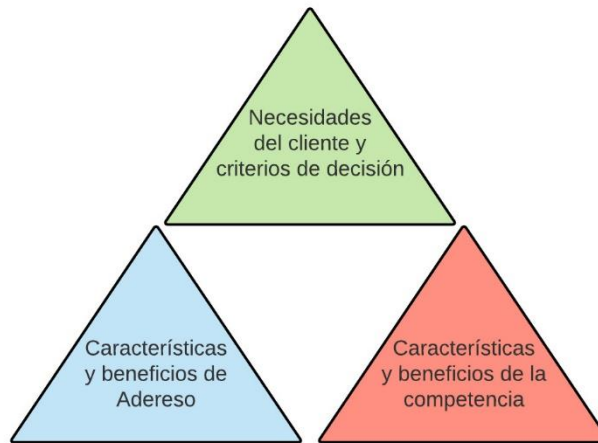 Necesidades
del cliente y
criterios de decisión
Características
y beneficios de
Adereso
Características
y beneficios de la
competencia